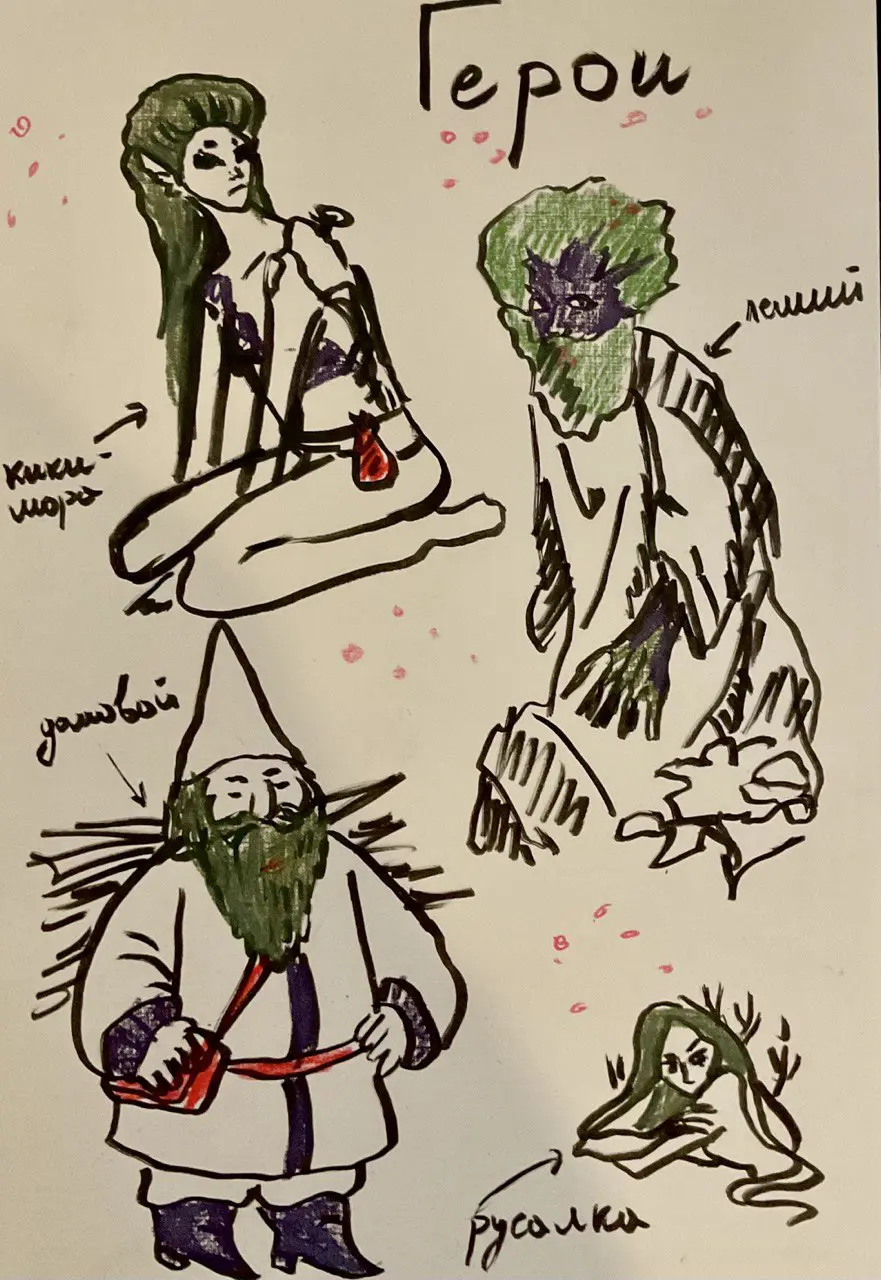 Герои
леший
кики-
мора
домовой
русалка